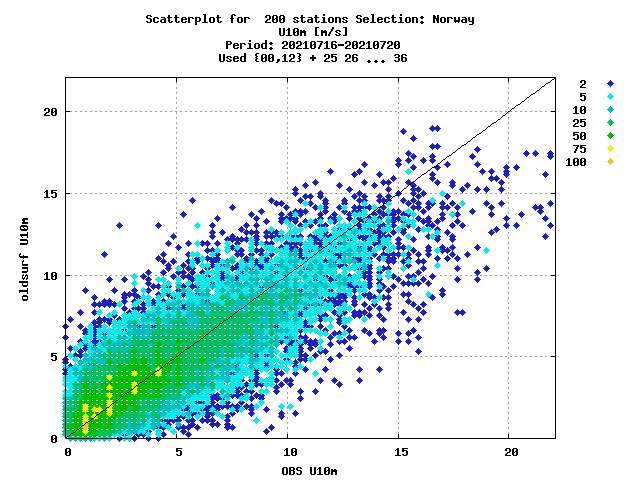 Scatterplot for  200 stations Selection: Norway
U10m [m/s]
Period: 20210716-20210720
Used {00,12} + 25 26 ... 36
2
5
10
25
50
75
100
20
15
10
5
0
oldsurf U10m
0 5 10 15 20
OBS U10m